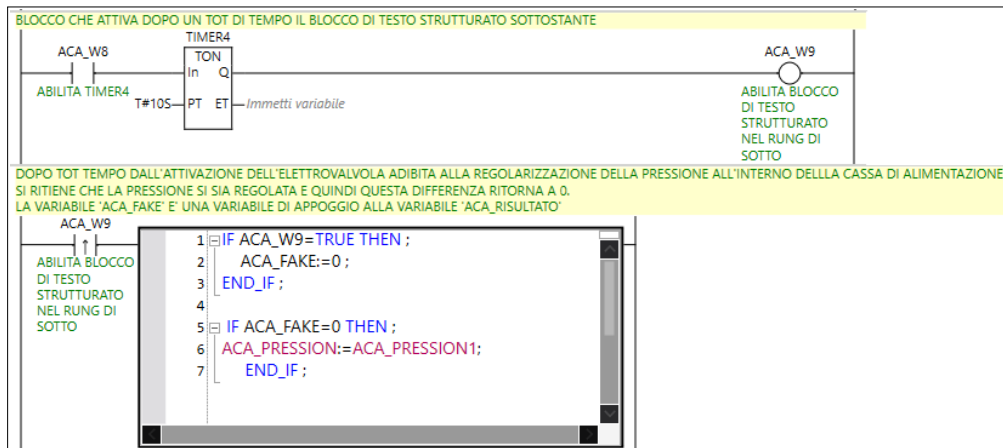 BLOCCO CHE ATTIVA DOPO UN TOT DI TEMPO IL BLOCCO DI TESTO STRUTTURATO SOTTOSTANTE
TIMER4
ACA_W8
TON
ACA_W9
In Q
ABILITA TIMER4
T#10S
PT ET
Immetti variabile
ABILITA BLOCCO
DI TESTO
STRUTTURATO
NEL RUNG DI
SOTTO
DOPO TOT TEMPO DALL'ATTIVAZIONE DELL'ELETTROVALVOLA ADIBITA ALLA REGOLARIZZAZIONE DELLA PRESSIONE ALL'INTERNO DELLLA CASSA DI ALIMENTAZIONE
SI RITIENE CHE LA PRESSIONE SI SIA REGOLATA E QUINDI QUESTA DIFFERENZA RITORNA A 0.
LA VARIABILE 'ACA_FAKE' E' UNA VARIABILE DI APPOGGIO ALLA VARIABILE 'ACA_RISULTATO'
ACA_W9
ABILITA BLOCCO
DI TESTO
STRUTTURATO
NEL RUNG DI
SOTTO
1 IF ACA_W9=TRUE THEN ;
2 ACA_FAKE:=0 ;
3 END_IF ;
4
5 IF ACA_FAKE=0 THEN ;
6 ACA_PRESSION:=ACA_PRESSION1;
7 END_IF ;